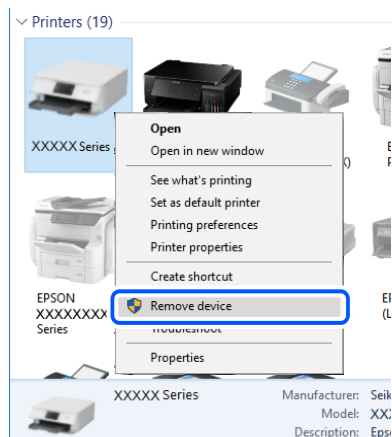 Printers (19)
XXXXX Series
Open
Open in new window
See what's printing
Set as default printer
Printing preferences
Printer properties
Create shortcut
Remove device
Troubleshoot
Properties
EPSON
XXXXXXXX
Series
XXXXX Series
Manufacturer:
Model:
Description: